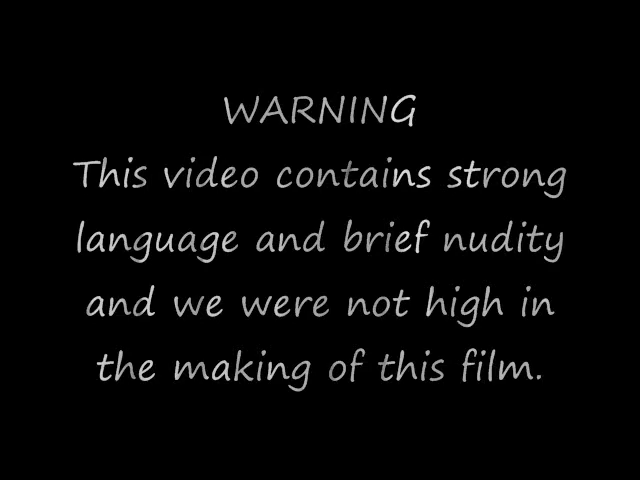 WARNING
This video contains strong
language and brief nudity
and we were not high in
the making of this film.